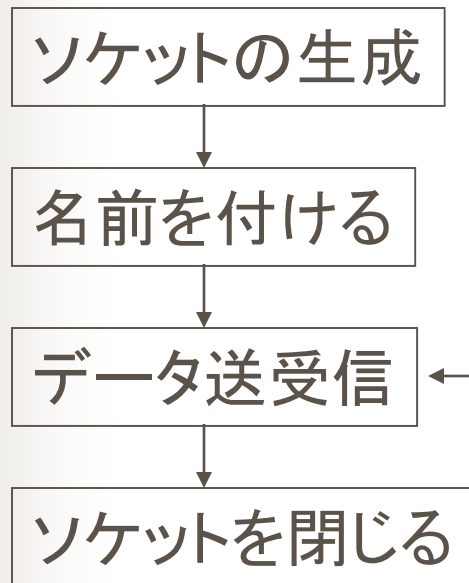 ソケットの生成
名前を付ける
データ送受信
ソケットを閉じる